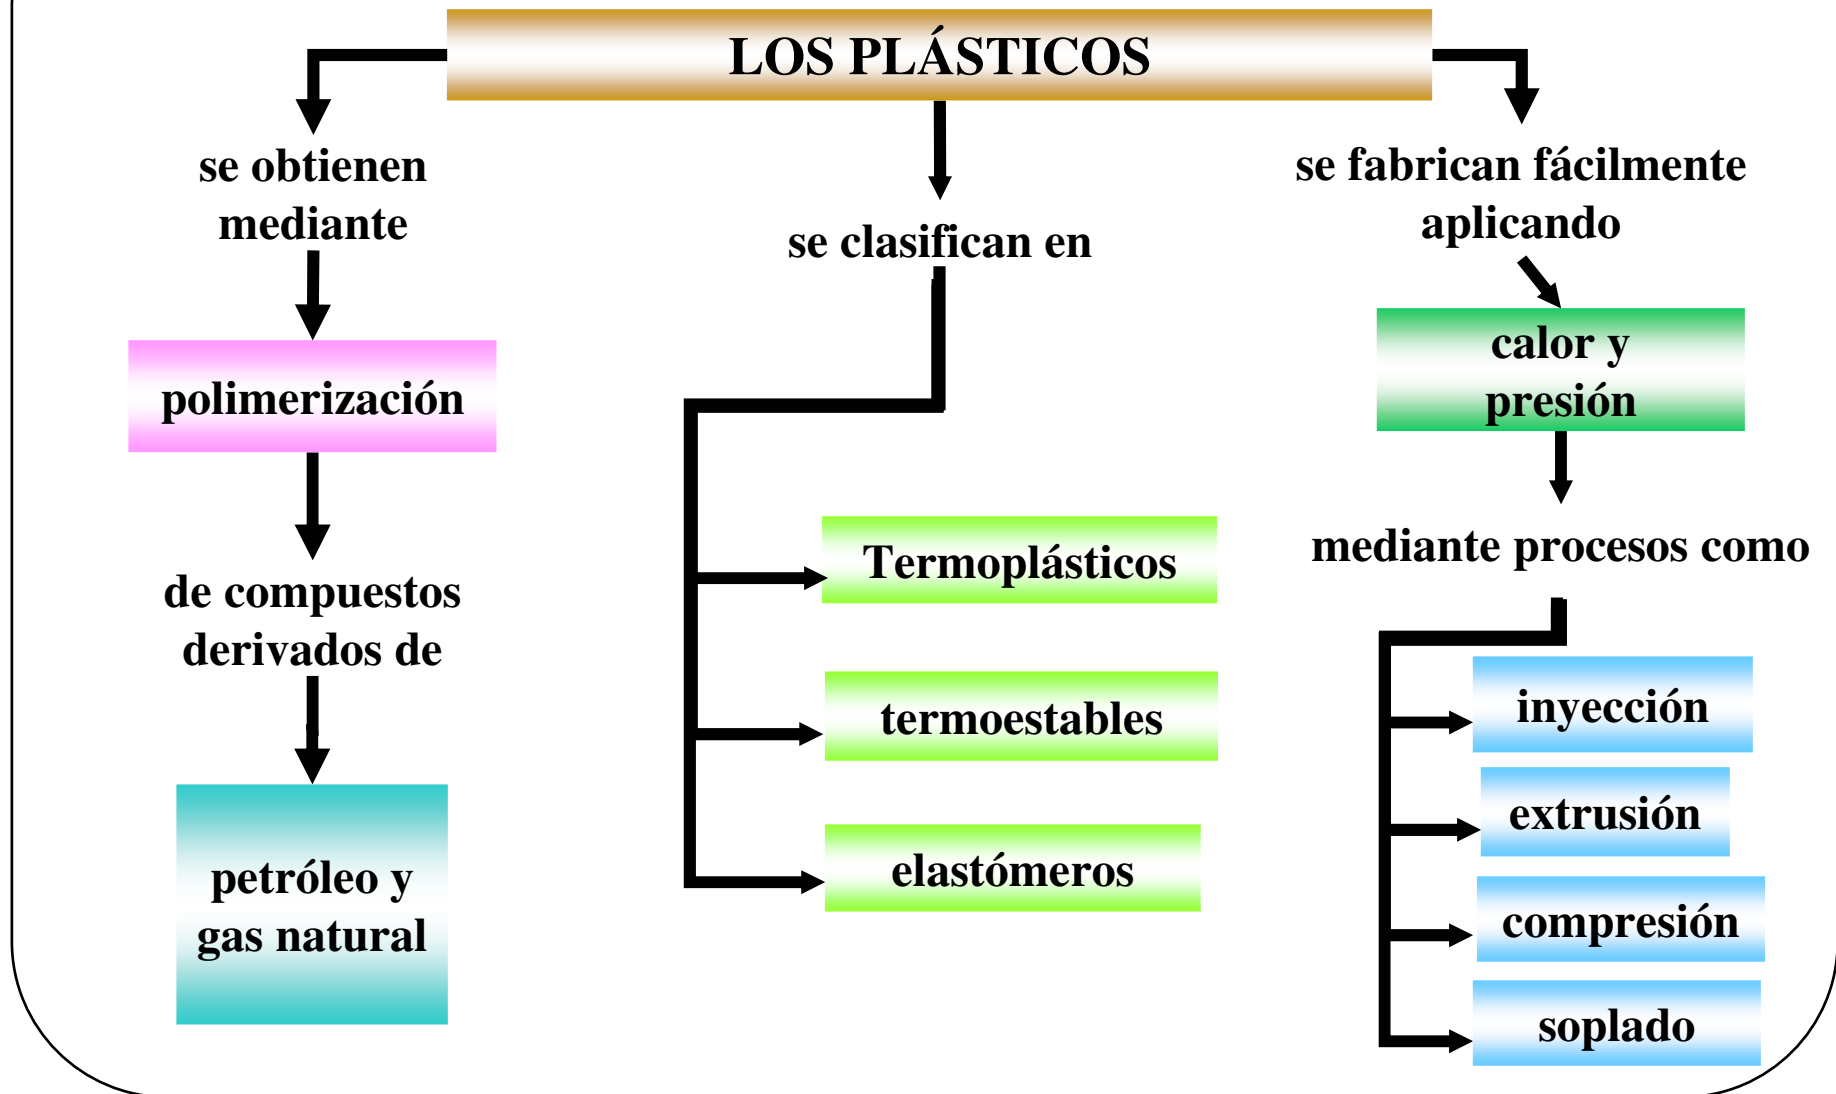 LOS PLÁSTICOS
se obtienen
mediante
polimerización
de compuestos
derivados de
petróleo y
gas natural
se clasifican en
Termoplásticos
termoestables
elastómeros
se fabrican fácilmente
aplicando
calor y
presión
mediante procesos como
inyección
extrusión
compresión
soplado